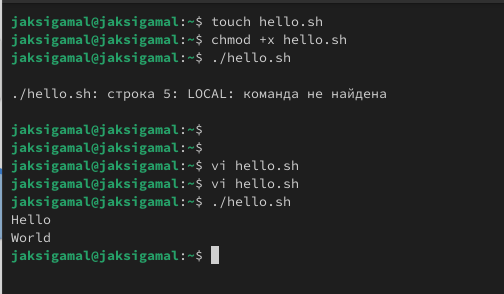 jaksigamal@jaksigamal:~$ touch hello.sh
jaksigamal@jaksigamal:~$ chmod +x hello.sh
jaksigamal@jaksigamal:~$ ./hello.sh
./hello.sh: строка 5: LOCAL: команда не найдена
jaksigamal@jaksigamal:~$
jaksigamal@jaksigamal:~$
jaksigamal@jaksigamal:~$ vi hello.sh
jaksigamal@jaksigamal:~$ vi hello.sh
jaksigamal@jaksigamal:~$ ./hello.sh
Hello
World
jaksigamal@jaksigamal:~$